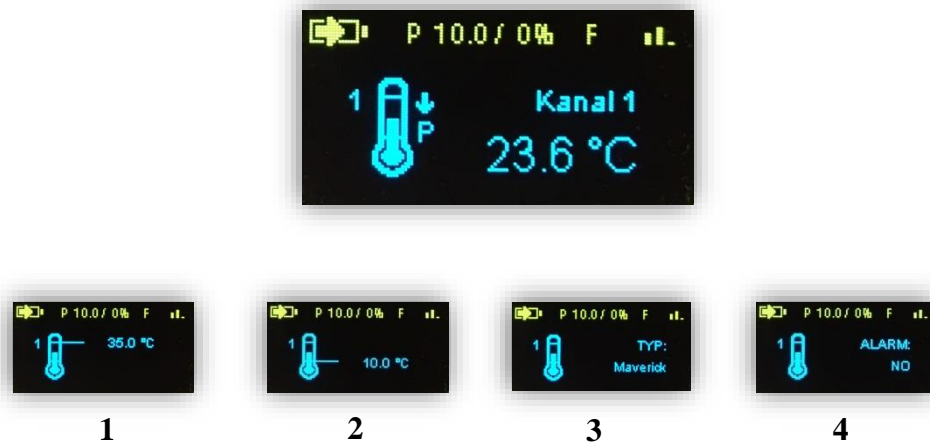 P 10.0 / 0% F
1
P
Kanal 1
23.6 °C
P 10.0 / 0% F
1
35.0 °C
P 10.0 / 0% F
1
10.0 °C
P 10.0 / 0% F
1
TYP:
Maverick
P 10.0 / 0% F
1
ALARM:
NO
1
2
3
4